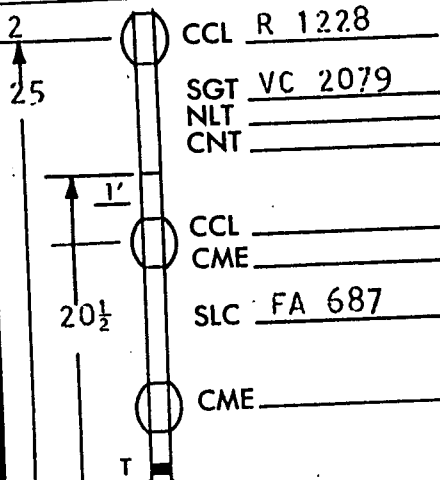 2
CCL R 1228
25
SGT VC 2079
NLT
CNT
1'
CCL
CME
20½
SLC FA 687
CME
T